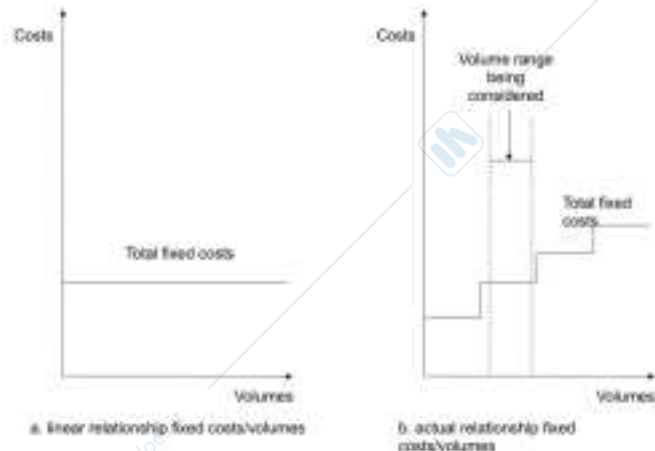 Costs
Total fixed costs
Volumes
a. linear relationship fixed costs/volumes
Costs
Volume range
being
considered
Total fixed
costs
Volumes
b. actual relationship fixed
costs/volumes